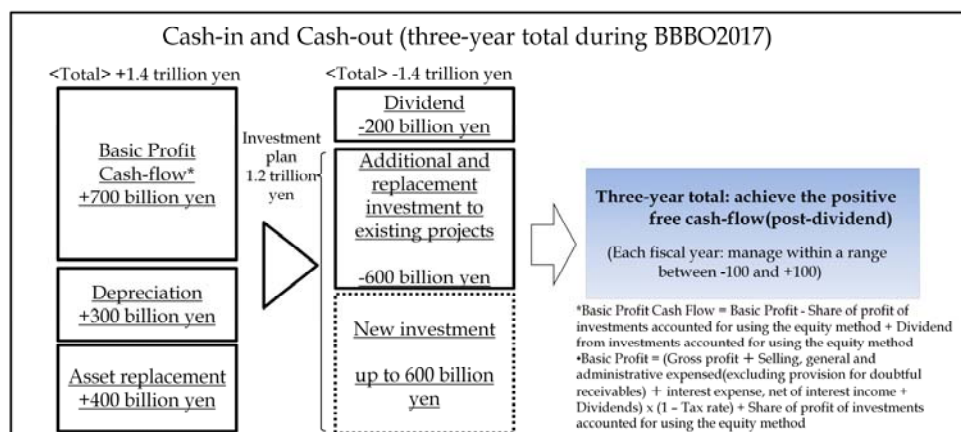 Cash-in and Cash-out (three-year total during BBBO2017)
<Total> +1.4 trillion yen
Basic Profit
Cash-flow*
+700 billion yen
Depreciation
+300 billion yen
Asset replacement
+400 billion yen
Investment
plan
1.2 trillion
yen
<Total> -1.4 trillion yen
Dividend
-200 billion yen
Additional and
replacement
investment to
existing projects
-600 billion yen
New investment
up to 600 billion
yen
Three-year total: achieve the positive
free cash-flow(post-dividend)
(Each fiscal year: manage within a range
between -100 and +100)
*Basic Profit Cash Flow = Basic Profit - Share of profit of
investments accounted for using the equity method + Dividend
from investments accounted for using the equity method
•Basic Profit = (Gross profit + Selling, general and
administrative expensed(excluding provision for doubtful
receivables) + interest expense, net of interest income +
Dividends) x (1 – Tax rate) + Share of profit of investments
accounted for using the equity method